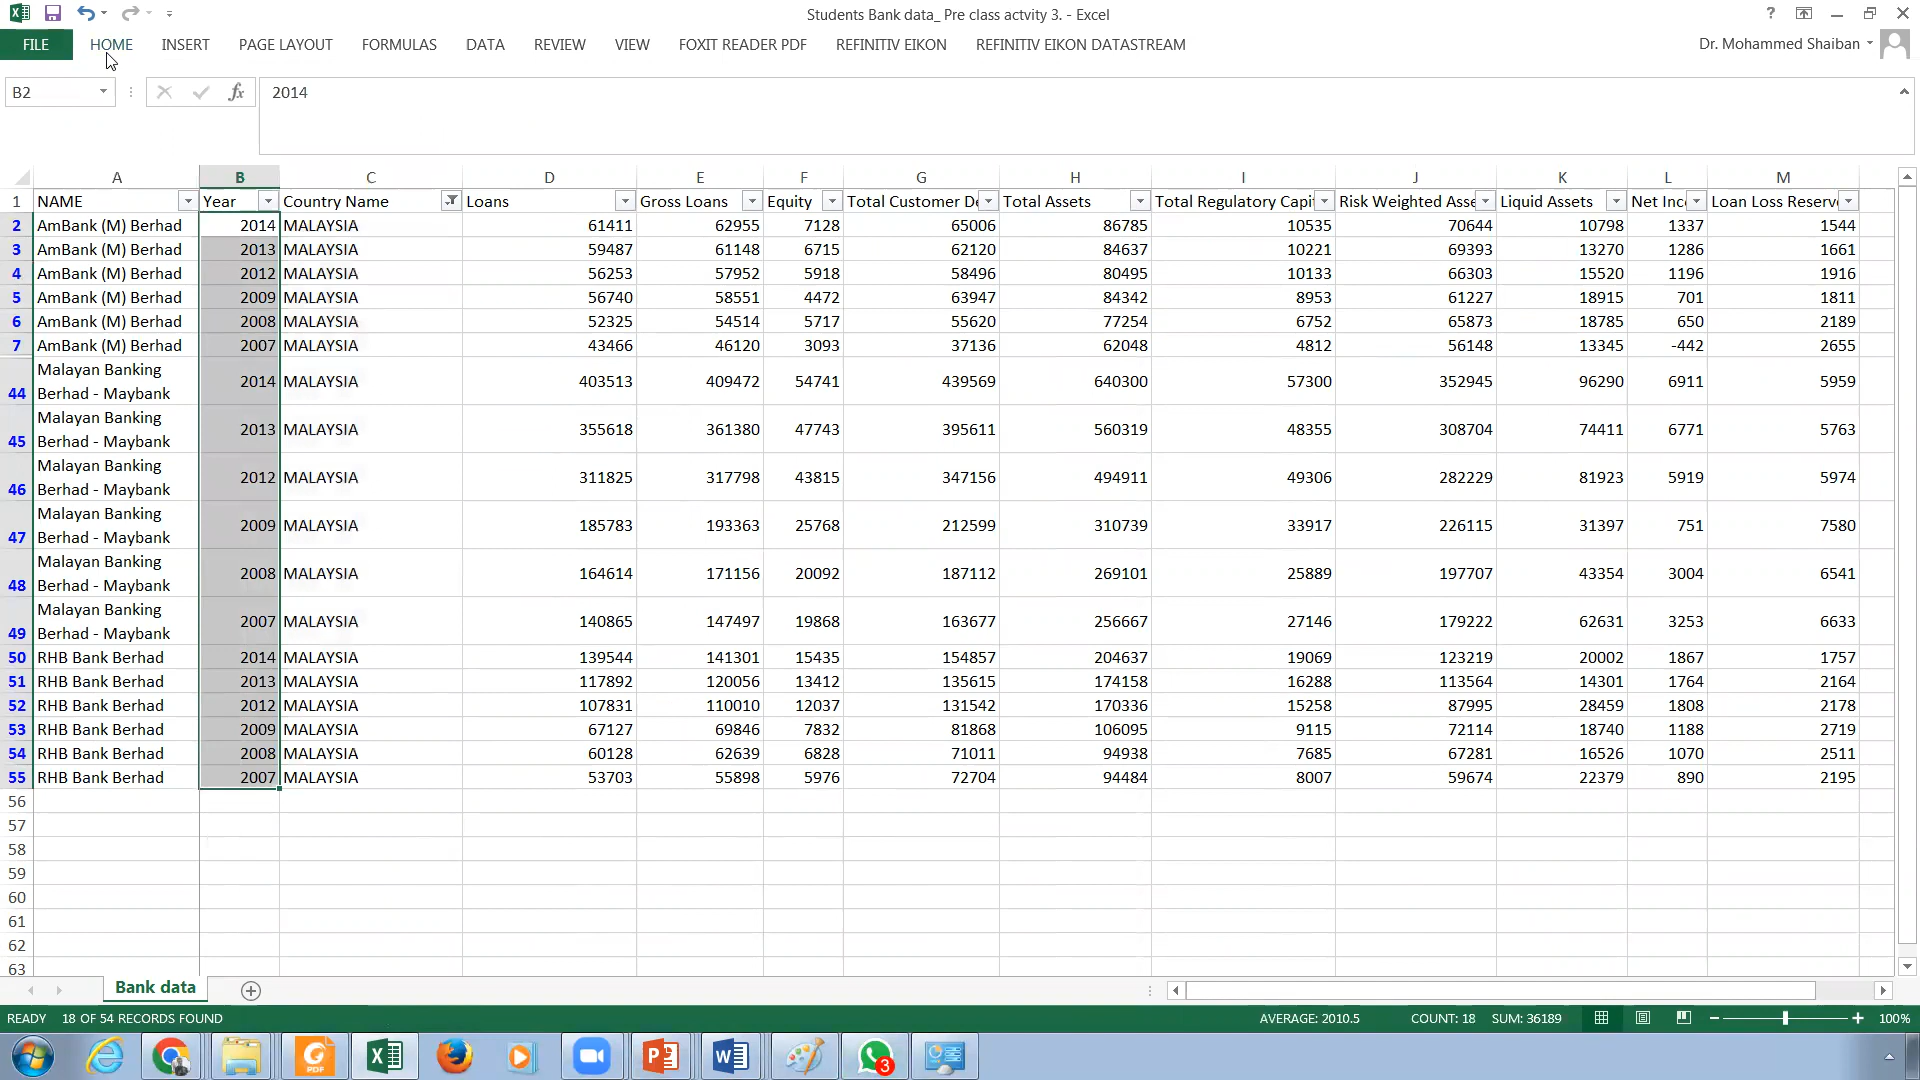 Students Bank data_ Pre class actvity 3. - Excel
FILE HOME INSERT PAGE LAYOUT FORMULAS DATA REVIEW VIEW FOXIT READER PDF REFINITIV EIKON REFINITIV EIKON DATASTREAM Dr. Mohammed Shaiban
B2 fx 2014
A B C D E F G H I J K L M
1 NAME Year Country Name Loans Gross Loans Equity Total Customer De Total Assets Total Regulatory Capi Risk Weighted Asse Liquid Assets Net Inc Loan Loss Reserv
2 AmBank (M) Berhad 2014 MALAYSIA 61411 62955 7128 65006 86785 10535 70644 10798 1337 1544
3 AmBank (M) Berhad 2013 MALAYSIA 59487 61148 6715 62120 84637 10221 69393 13270 1286 1661
4 AmBank (M) Berhad 2012 MALAYSIA 56253 57952 5918 58496 80495 10133 66303 15520 1196 1916
5 AmBank (M) Berhad 2009 MALAYSIA 56740 58551 4472 63947 84342 8953 61227 18915 701 1811
6 AmBank (M) Berhad 2008 MALAYSIA 52325 54514 5717 55620 77254 6752 65873 18785 650 2189
7 AmBank (M) Berhad 2007 MALAYSIA 43466 46120 3093 37136 62048 4812 56148 13345 -442 2655
Malayan Banking
44 Berhad - Maybank 2014 MALAYSIA 403513 409472 54741 439569 640300 57300 352945 96290 6911 5959
Malayan Banking
45 Berhad - Maybank 2013 MALAYSIA 355618 361380 47743 395611 560319 48355 308704 74411 6771 5763
Malayan Banking
46 Berhad - Maybank 2012 MALAYSIA 311825 317798 43815 347156 494911 49306 282229 81923 5919 5974
Malayan Banking
47 Berhad - Maybank 2009 MALAYSIA 185783 193363 25768 212599 310739 33917 226115 31397 751 7580
Malayan Banking
48 Berhad - Maybank 2008 MALAYSIA 164614 171156 20092 187112 269101 25889 197707 43354 3004 6541
Malayan Banking
49 Berhad - Maybank 2007 MALAYSIA 140865 147497 19868 163677 256667 27146 179222 62631 3253 6633
50 RHB Bank Berhad 2014 MALAYSIA 139544 141301 15435 154857 204637 19069 123219 20002 1867 1757
51 RHB Bank Berhad 2013 MALAYSIA 117892 120056 13412 135615 174158 16288 113564 14301 1764 2164
52 RHB Bank Berhad 2012 MALAYSIA 107831 110010 12037 131542 170336 15258 87995 28459 1808 2178
53 RHB Bank Berhad 2009 MALAYSIA 67127 69846 7832 81868 106095 9115 72114 18740 1188 2719
54 RHB Bank Berhad 2008 MALAYSIA 60128 62639 6828 71011 94938 7685 67281 16526 1070 2511
55 RHB Bank Berhad 2007 MALAYSIA 53703 55898 5976 72704 94484 8007 59674 22379 890 2195
56
57
58
59
60
61
62
63
Bank data
READY 18 OF 54 RECORDS FOUND AVERAGE: 2010.5 COUNT: 18 SUM: 36189 100%
PDF 3